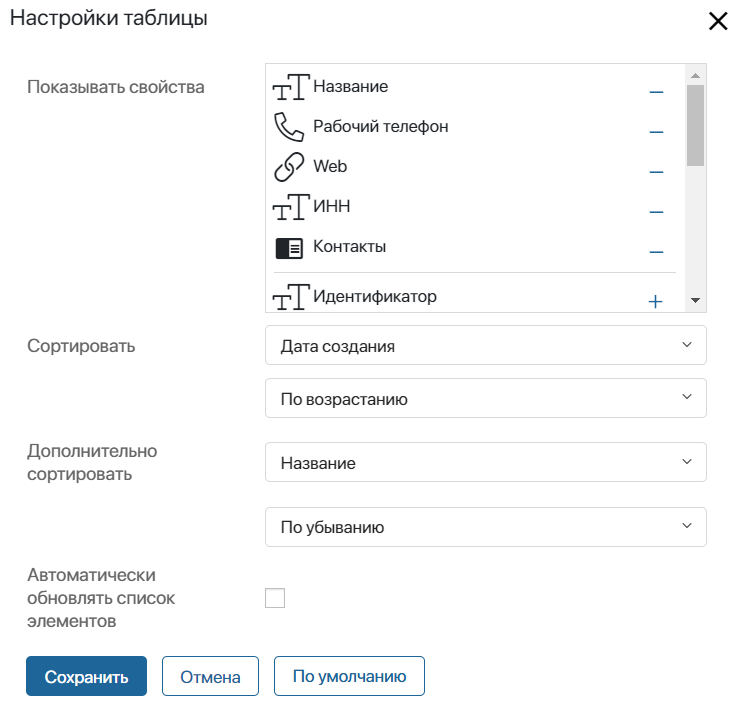 Настройки таблицы
Показывать свойства
Название
Рабочий телефон
Web
ИНН
Контакты
Идентификатор
Сортировать
Дата создания
По возрастанию
Дополнительно
сортировать
Название
По убыванию
Автоматически
обновлять список
элементов
Сохранить
Отмена
По умолчанию